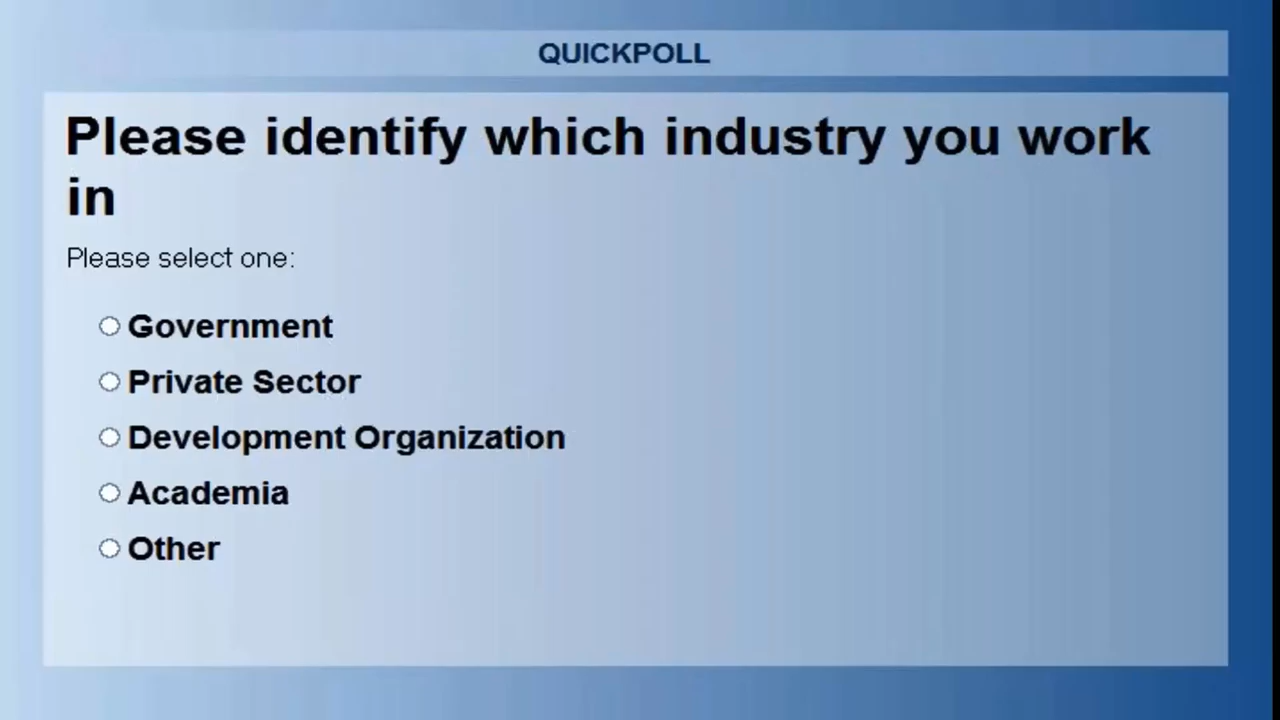 QUICKPOLL
Please identify which industry you work
in
Please select one:
Government
Private Sector
Development Organization
Academia
Other